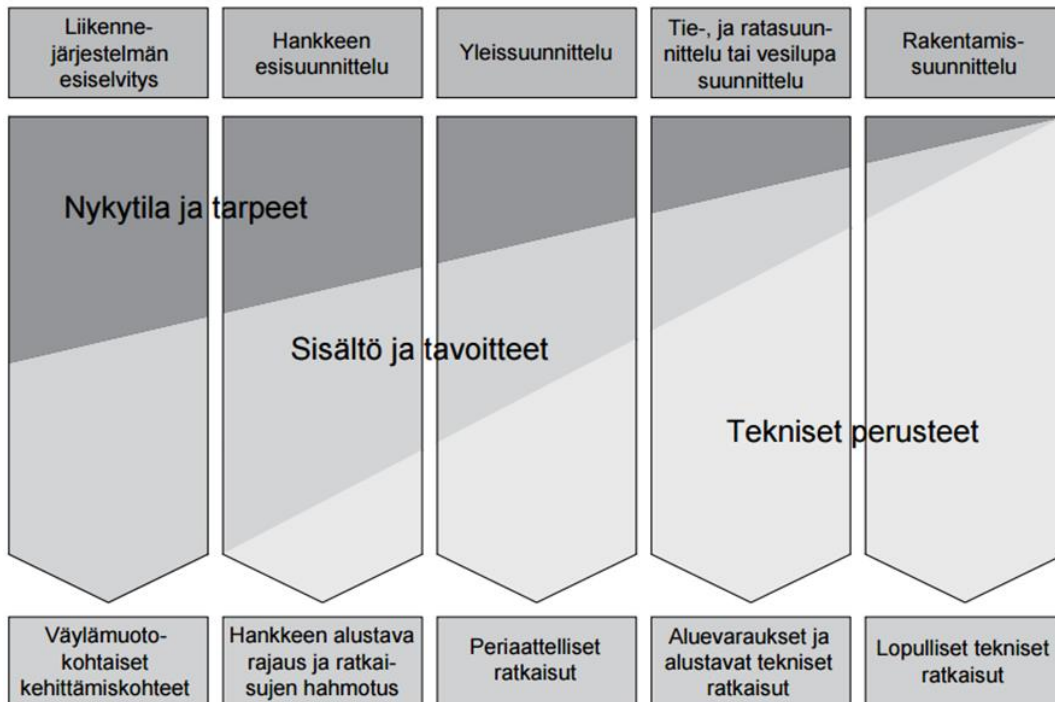 Liikenne-
järjestelmän
esiselvitys
Hankkeen
esisuunnittelu
Yleissuunnittelu
Tie-, ja ratasuun-
nittelu tai vesilupa
suunnittelu
Rakentamis-
suunnittelu
Nykytila ja tarpeet
Sisältö ja tavoitteet
Tekniset perusteet
Väylämuoto-
kohtaiset
kehittämiskohteet
Hankkeen alustava
rajaus ja ratkai-
sujen hahmotus
Periaattelliset
ratkaisut
Aluevaraukset ja
alustavat tekniset
ratkaisut
Lopulliset tekniset
ratkaisut